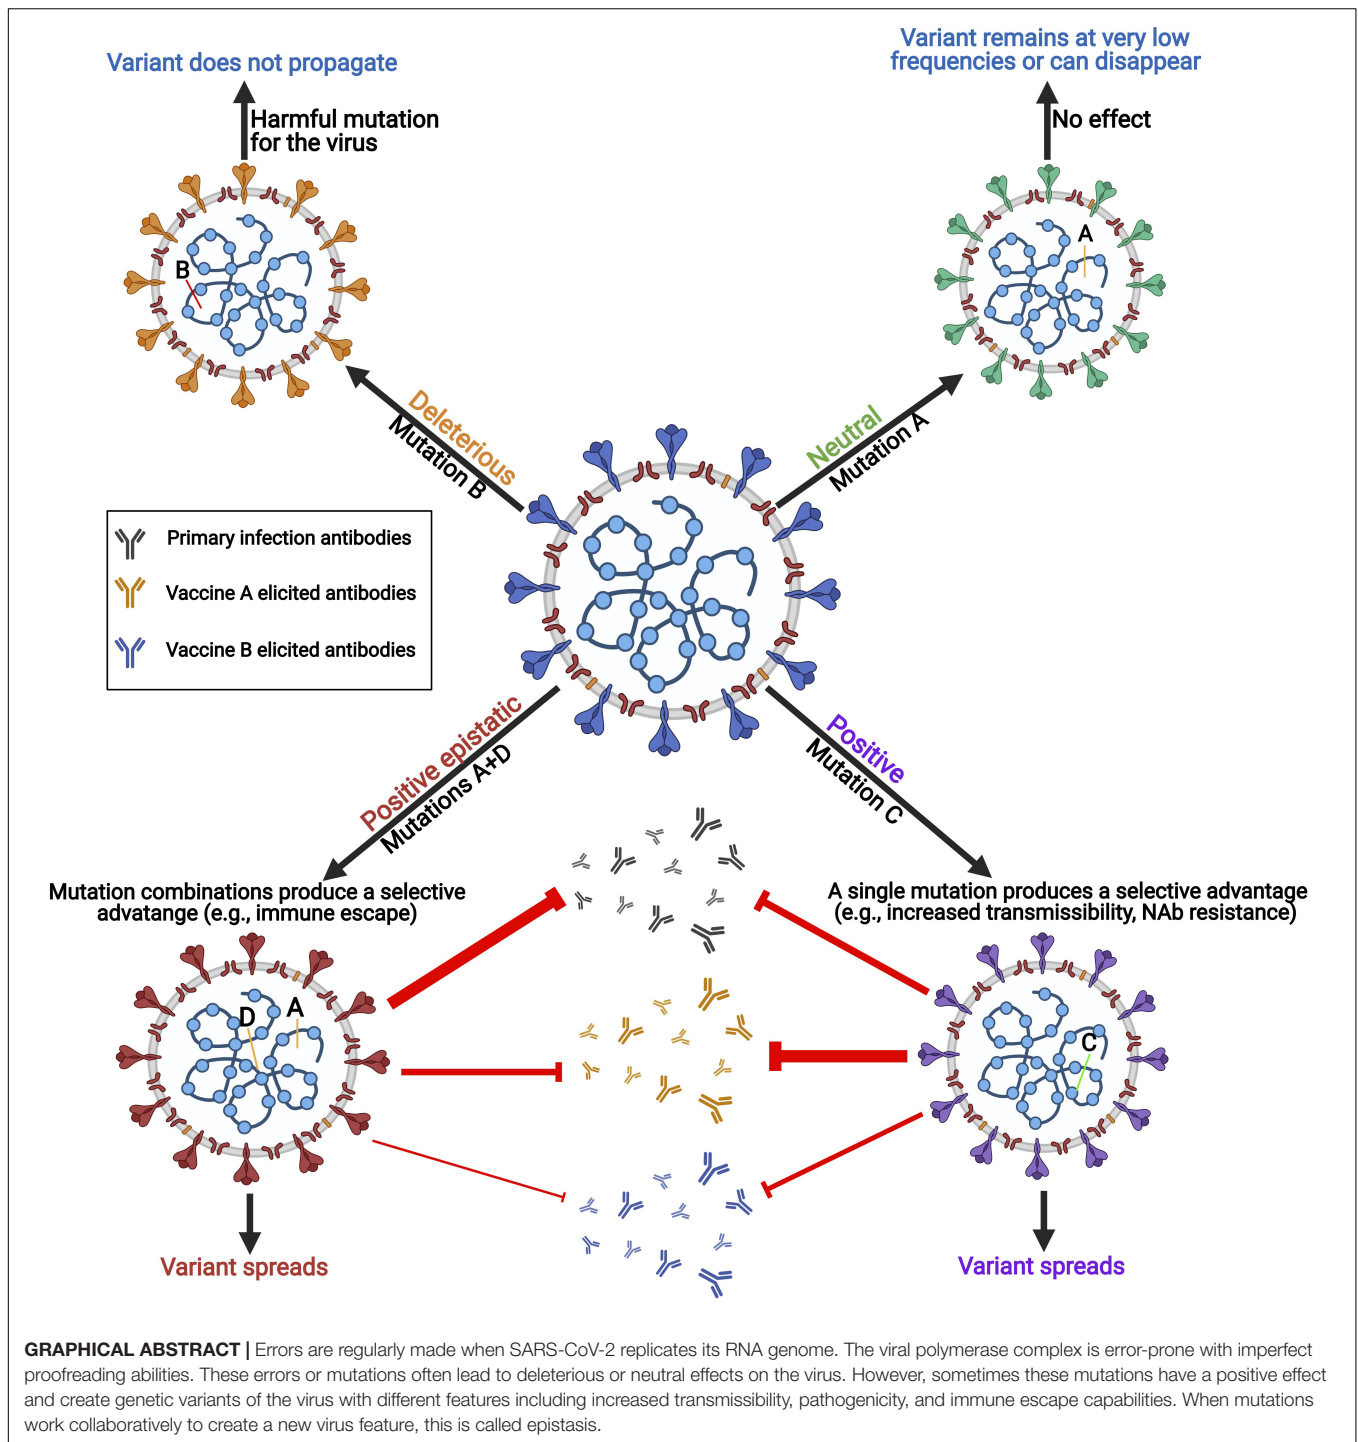 Variant does not propagate
Variant remains at very low
frequencies or can disappear
Harmful mutation
for the virus
No effect
B
A
Deleterious
Mutation B
Neutral
Mutation A
Primary infection antibodies
Vaccine A elicited antibodies
Vaccine B elicited antibodies
Positive epistatic
Mutations A+D
Positive
Mutation C
Mutation combinations produce a selective
advatange (e.g., immune escape)
A single mutation produces a selective advantage
(e.g., increased transmissibility, NAb resistance)
D
A
C
Variant spreads
Variant spreads
GRAPHICAL ABSTRACT | Errors are regularly made when SARS-CoV-2 replicates its RNA genome. The viral polymerase complex is error-prone with imperfect
proofreading abilities. These errors or mutations often lead to deleterious or neutral effects on the virus. However, sometimes these mutations have a positive effect
and create genetic variants of the virus with different features including increased transmissibility, pathogenicity, and immune escape capabilities. When mutations
work collaboratively to create a new virus feature, this is called epistasis.